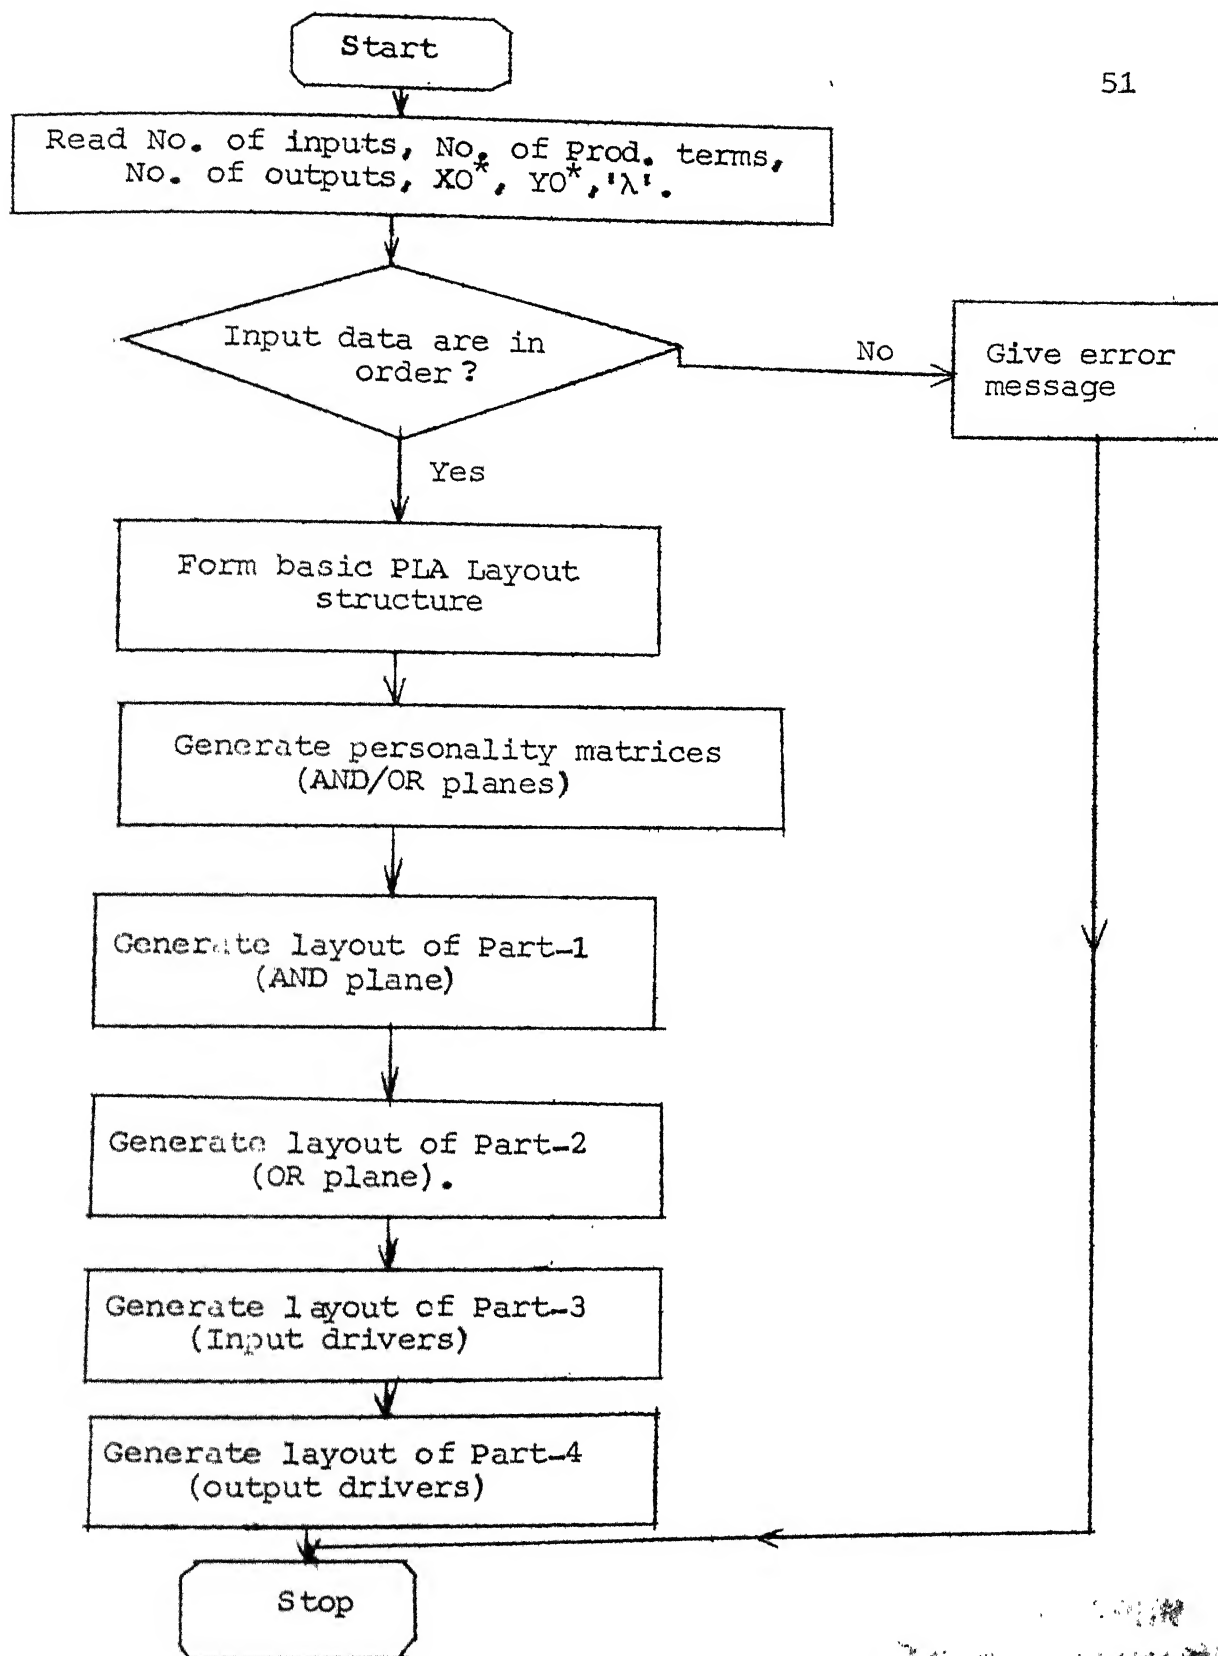 51
Start
Read No. of inputs, No. of Prod. terms,
No. of outputs, XO*, YO*,'λ'.
Input data are in
order?
No
Give error
message
Yes
Form basic PLA Layout
structure
Generate personality matrices
(AND/OR planes)
Generate layout of Part-1
(AND plane)
Generate layout of Part-2
(OR plane).
Generate layout of Part-3
(Input drivers)
Generate layout of Part-4
(output drivers)
Stop